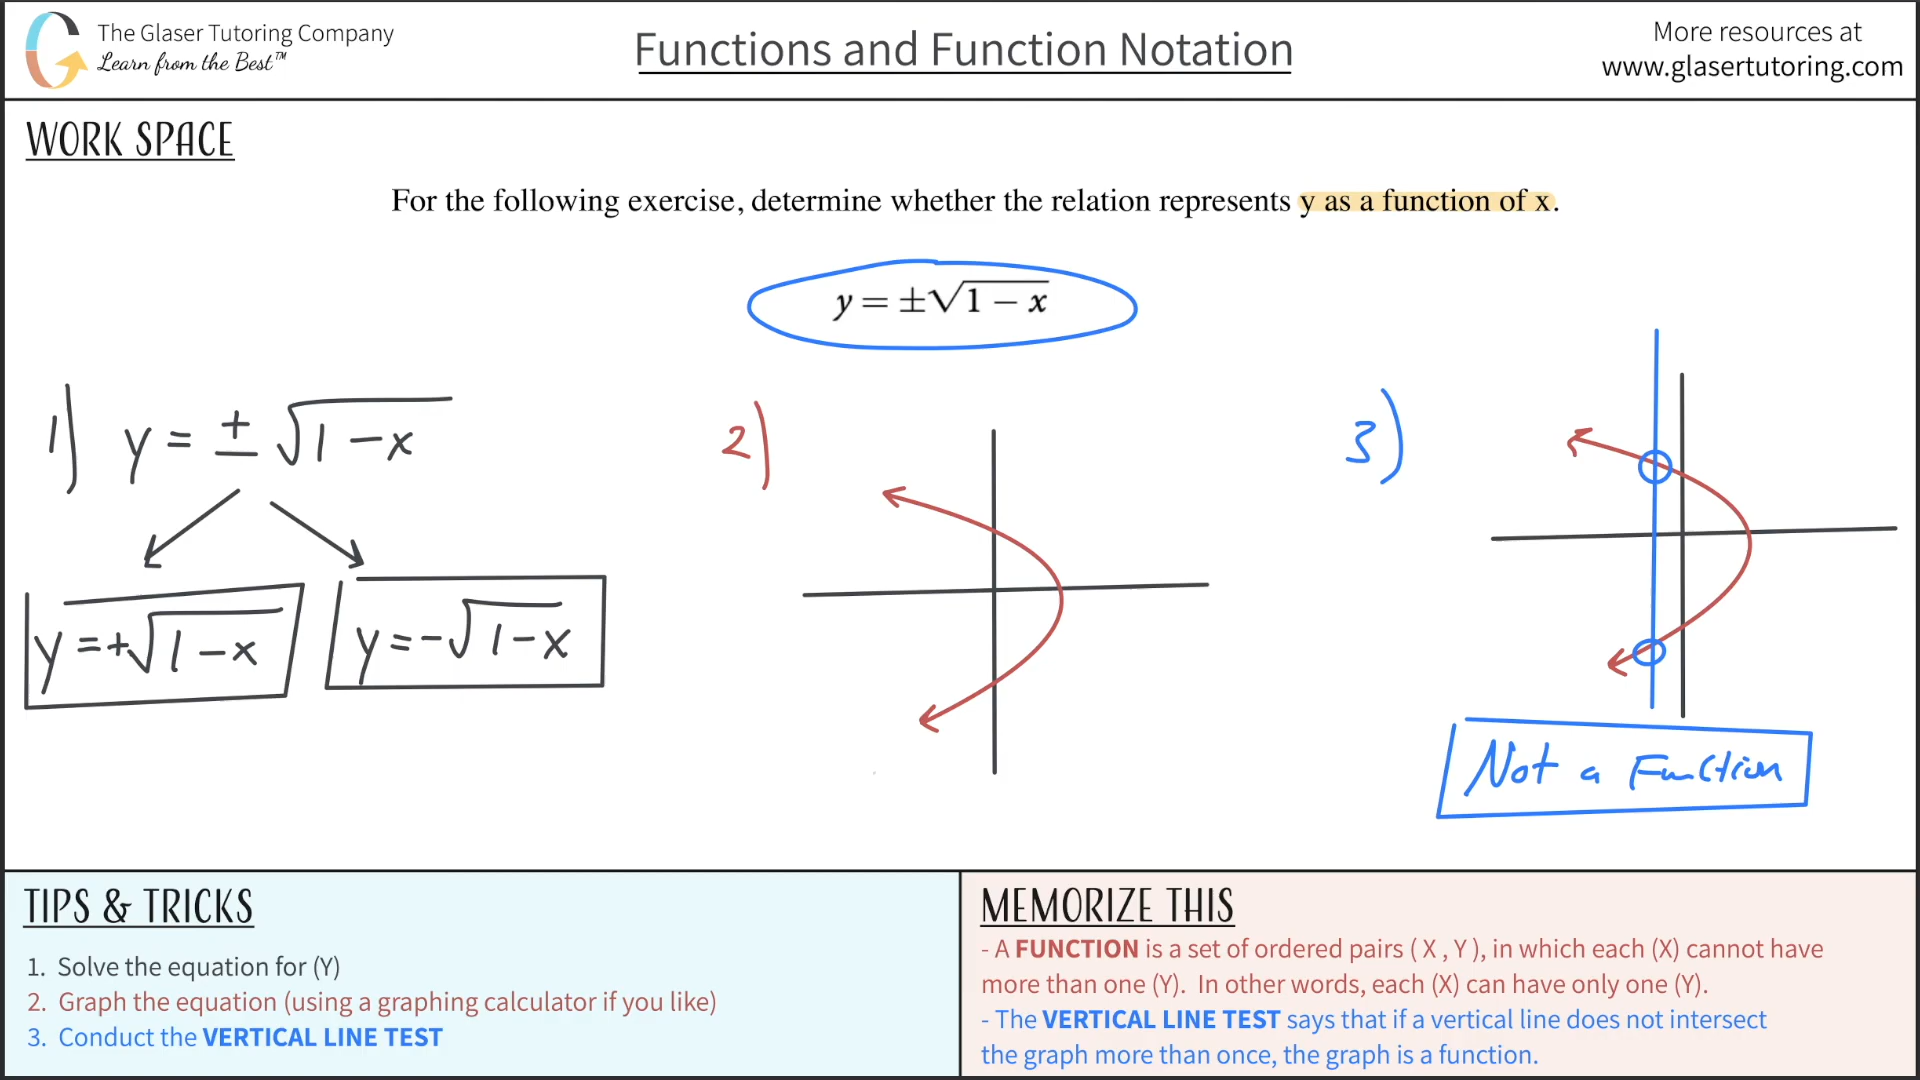 The Glaser Tutoring Company
Learn from the Best™
Functions and Function Notation
More resources at
www.glasertutoring.com
WORK SPACE
For the following exercise, determine whether the relation represents y as a function of x.
y = ±√1 − x
1) y = ± √1 − x
y = +√1 − x
y = −√1 − x
2)
3)
Not a Function
TIPS & TRICKS
1. Solve the equation for (Y)
2. Graph the equation (using a graphing calculator if you like)
3. Conduct the VERTICAL LINE TEST
MEMORIZE THIS
- A FUNCTION is a set of ordered pairs ( X , Y ), in which each (X) cannot have
more than one (Y). In other words, each (X) can have only one (Y).
- The VERTICAL LINE TEST says that if a vertical line does not intersect
the graph more than once, the graph is a function.